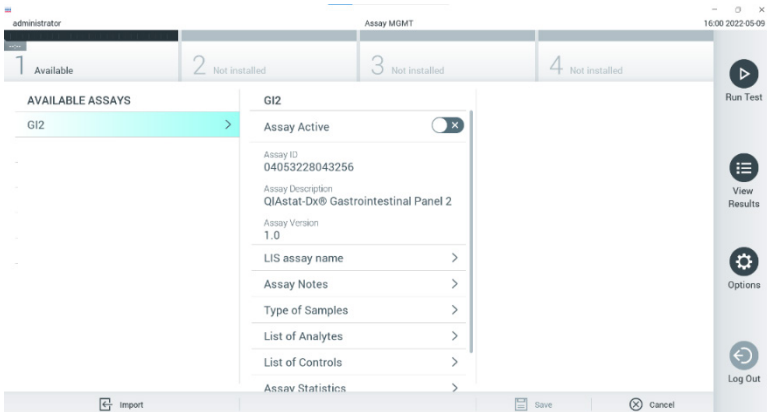 administrator
Assay MGMT
16:00 2022-05-09
1 Available
2 Not installed
3 Not installed
4 Not installed
AVAILABLE ASSAYS
GI2
GI2
Assay Active
Assay ID
04053228043256
Assay Description
QIAstat-Dx® Gastrointestinal Panel 2
Assay Version
1.0
LIS assay name
Assay Notes
Type of Samples
List of Analytes
List of Controls
Assay Statistics
Run Test
View
Results
Options
Log Out
Import
Save
Cancel